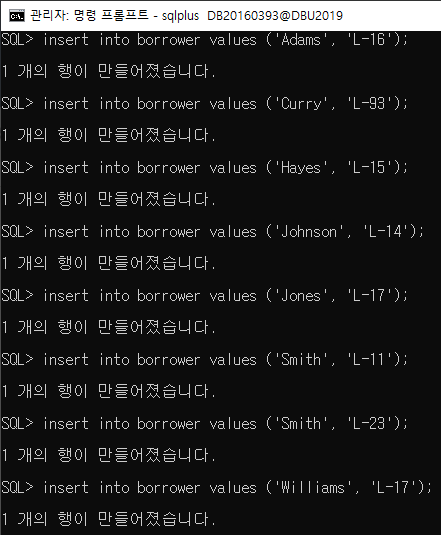 관리자: 명령 프롬프트 - sqlplus  DB20160393@DBU2019
SQL> insert into borrower values ('Adams', 'L-16');
1 개의 행이 만들어졌습니다.
SQL> insert into borrower values ('Curry', 'L-93');
1 개의 행이 만들어졌습니다.
SQL> insert into borrower values ('Hayes', 'L-15');
1 개의 행이 만들어졌습니다.
SQL> insert into borrower values ('Johnson', 'L-14');
1 개의 행이 만들어졌습니다.
SQL> insert into borrower values ('Jones', 'L-17');
1 개의 행이 만들어졌습니다.
SQL> insert into borrower values ('Smith', 'L-11');
1 개의 행이 만들어졌습니다.
SQL> insert into borrower values ('Smith', 'L-23');
1 개의 행이 만들어졌습니다.
SQL> insert into borrower values ('Williams', 'L-17');
1 개의 행이 만들어졌습니다.